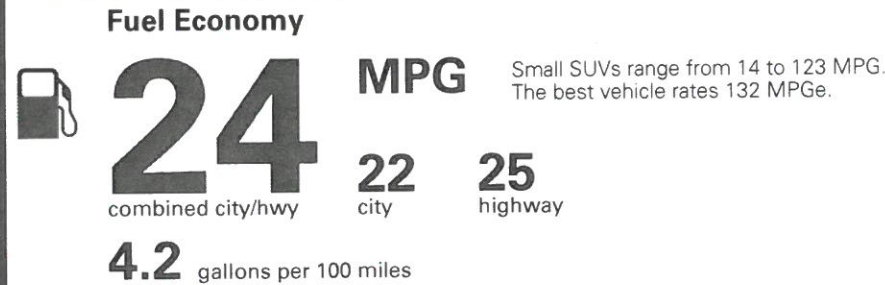 Fuel Economy
24 MPG
Small SUVs range from 14 to 123 MPG.
The best vehicle rates 132 MPGe.
combined city/hwy
22 city
25 highway
4.2 gallons per 100 miles